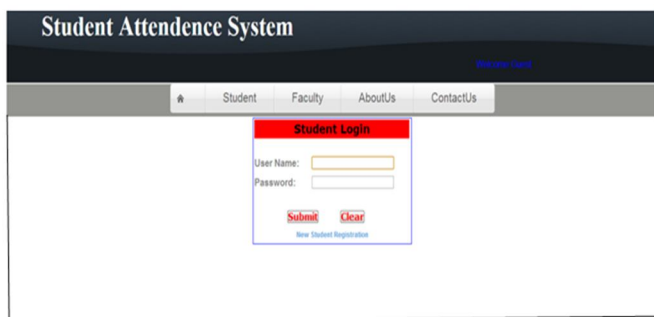 Student Attendence System
Student Faculty AboutUs ContactUs
Student Login
User Name:
Password:
Submit Clear
New Student Registration